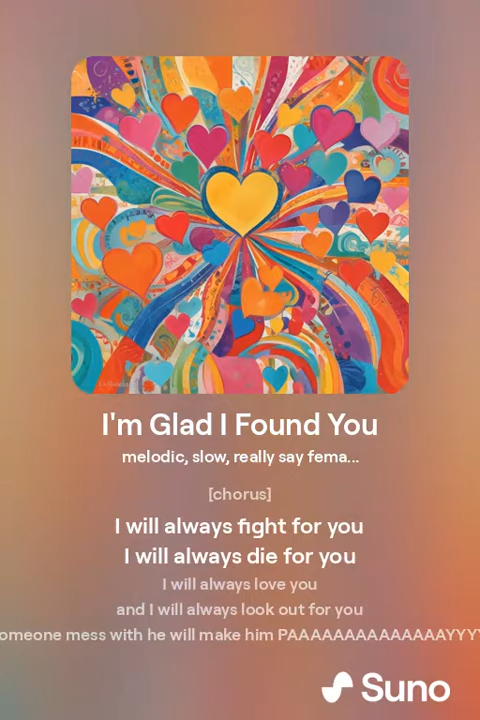 I'm Glad I Found You
melodic, slow, really say fema...
[chorus]
I will always fight for you
I will always die for you
I will always love you
and I will always look out for you
omeone mess with he will make him PAAAAAAAAAAAAAAYYYY
Suno